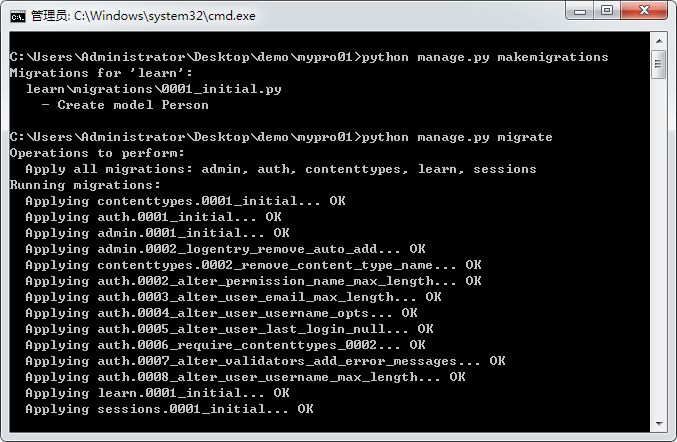 管理员: C:\Windows\system32\cmd.exe
C:\Users\Administrator\Desktop\demo\mypro01>python manage.py makemigrations
Migrations for 'learn':
  learn\migrations\0001_initial.py
    - Create model Person
C:\Users\Administrator\Desktop\demo\mypro01>python manage.py migrate
Operations to perform:
  Apply all migrations: admin, auth, contenttypes, learn, sessions
Running migrations:
  Applying contenttypes.0001_initial... OK
  Applying auth.0001_initial... OK
  Applying admin.0001_initial... OK
  Applying admin.0002_logentry_remove_auto_add... OK
  Applying contenttypes.0002_remove_content_type_name... OK
  Applying auth.0002_alter_permission_name_max_length... OK
  Applying auth.0003_alter_user_email_max_length... OK
  Applying auth.0004_alter_user_username_opts... OK
  Applying auth.0005_alter_user_last_login_null... OK
  Applying auth.0006_require_contenttypes_0002... OK
  Applying auth.0007_alter_validators_add_error_messages... OK
  Applying auth.0008_alter_user_username_max_length... OK
  Applying learn.0001_initial... OK
  Applying sessions.0001_initial... OK